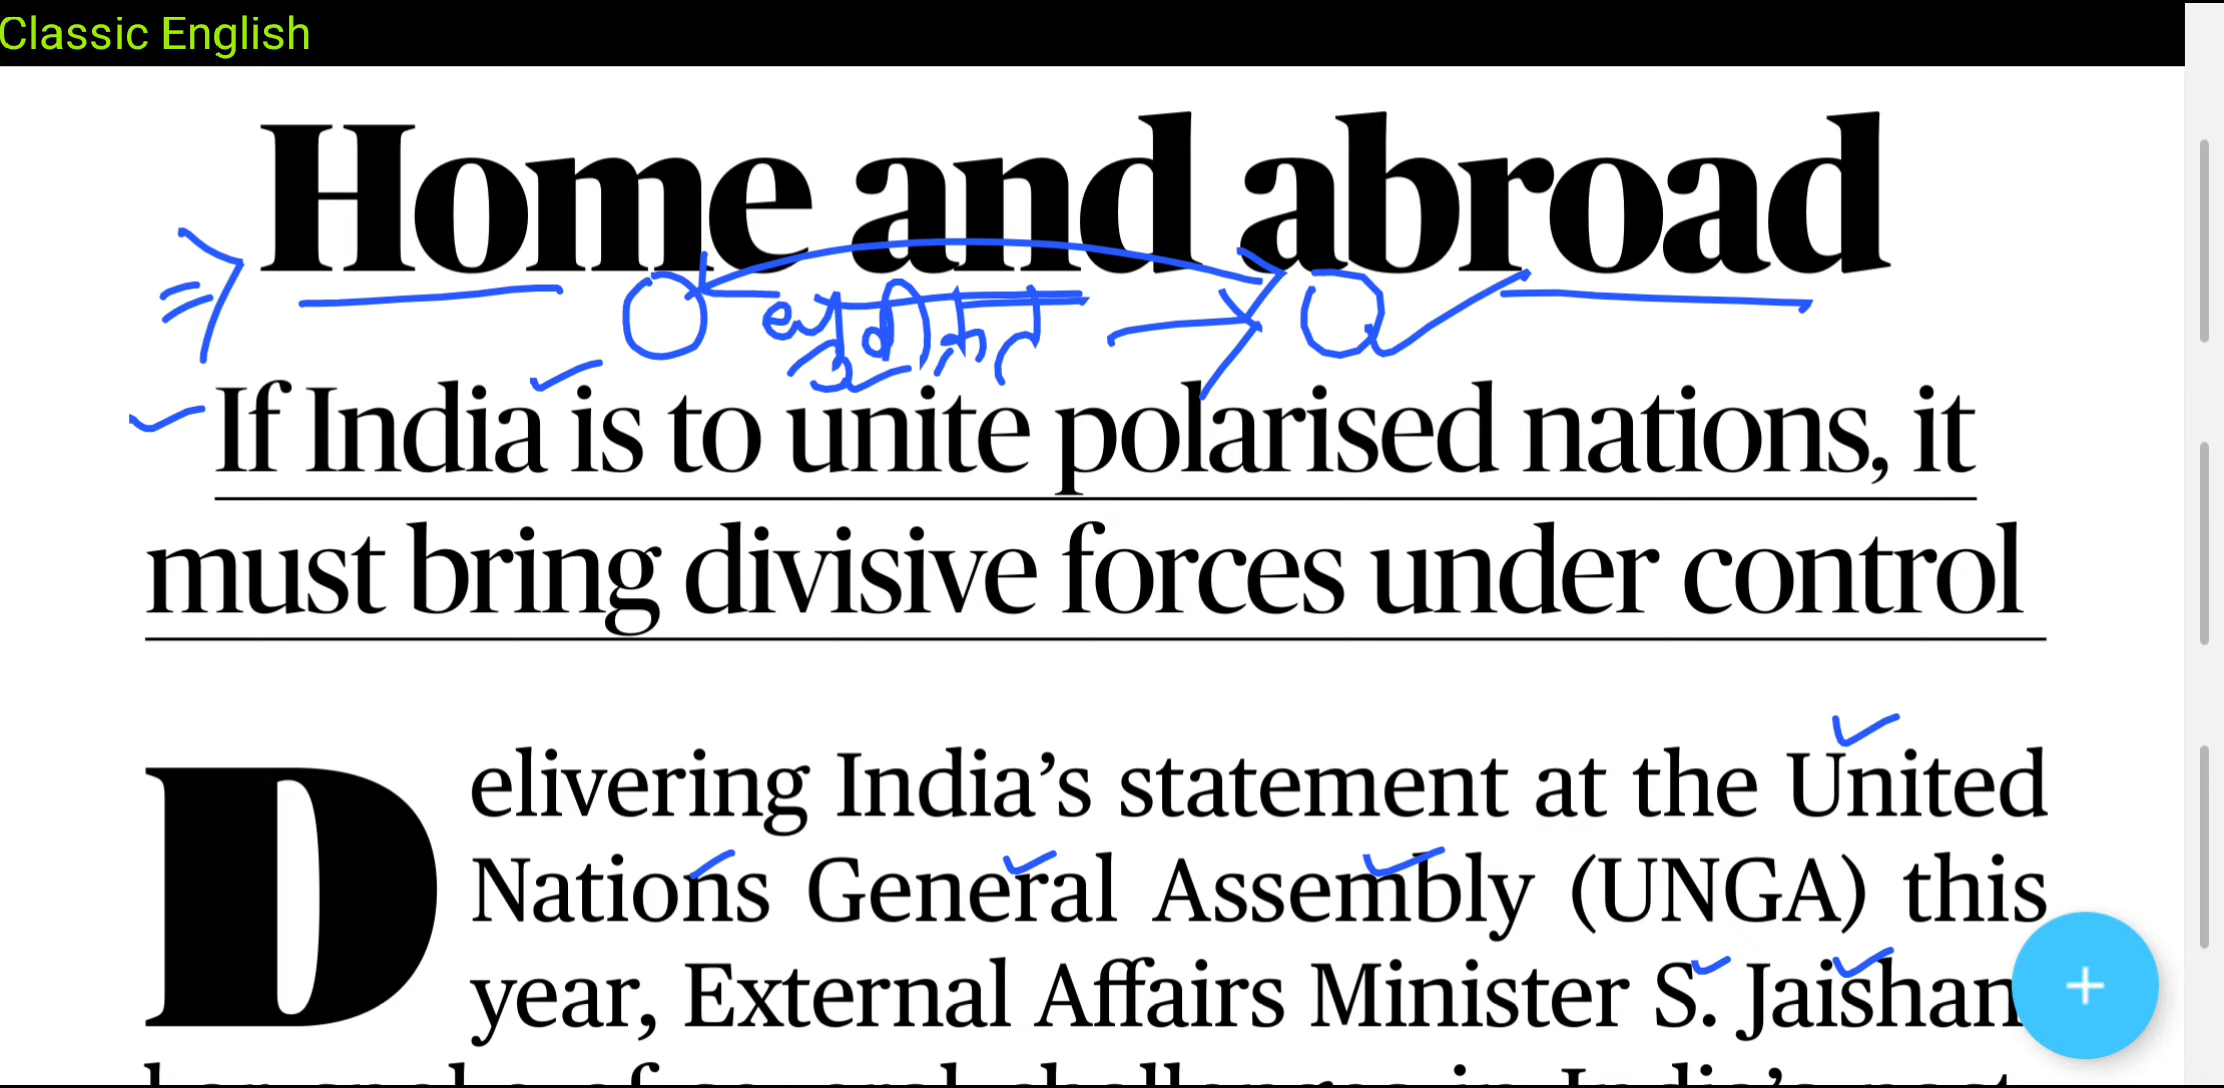 Classic English
Home and abroad
ध्रुवीकृत
If India is to unite polarised nations, it
must bring divisive forces under control
Delivering India’s statement at the United
Nations General Assembly (UNGA) this
year, External Affairs Minister S. Jaishan